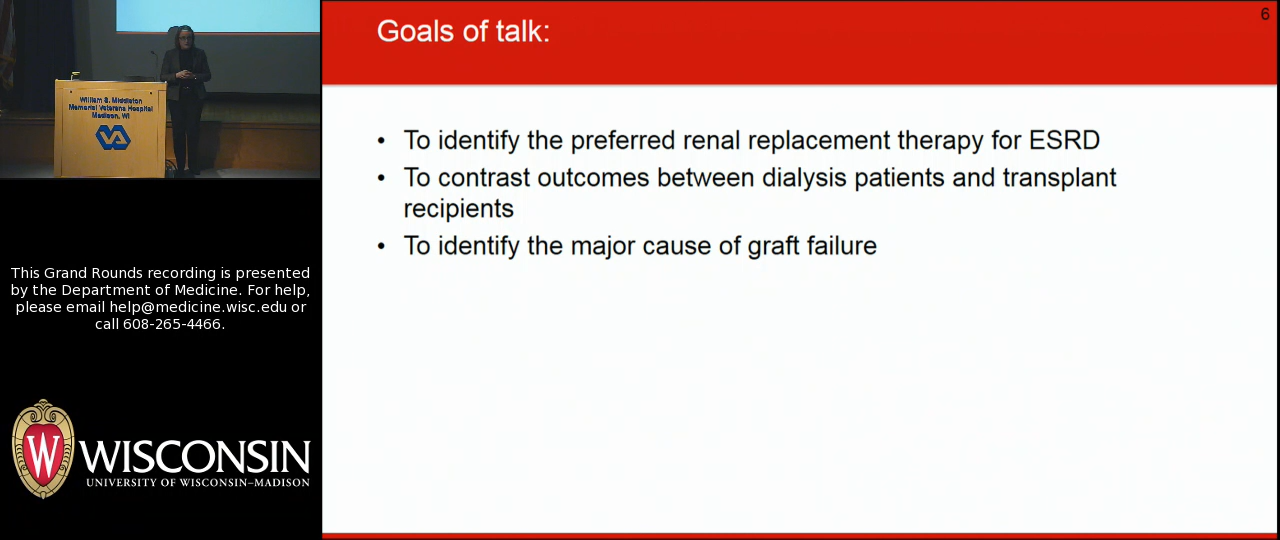 William S. Middleton
Memorial Veterans Hospital
Madison, WI
VA
This Grand Rounds recording is presented
by the Department of Medicine. For help,
please email help@medicine.wisc.edu or
call 608-265-4466.
W
WISCONSIN
UNIVERSITY OF WISCONSIN–MADISON
6
Goals of talk:
• To identify the preferred renal replacement therapy for ESRD
• To contrast outcomes between dialysis patients and transplant
recipients
• To identify the major cause of graft failure